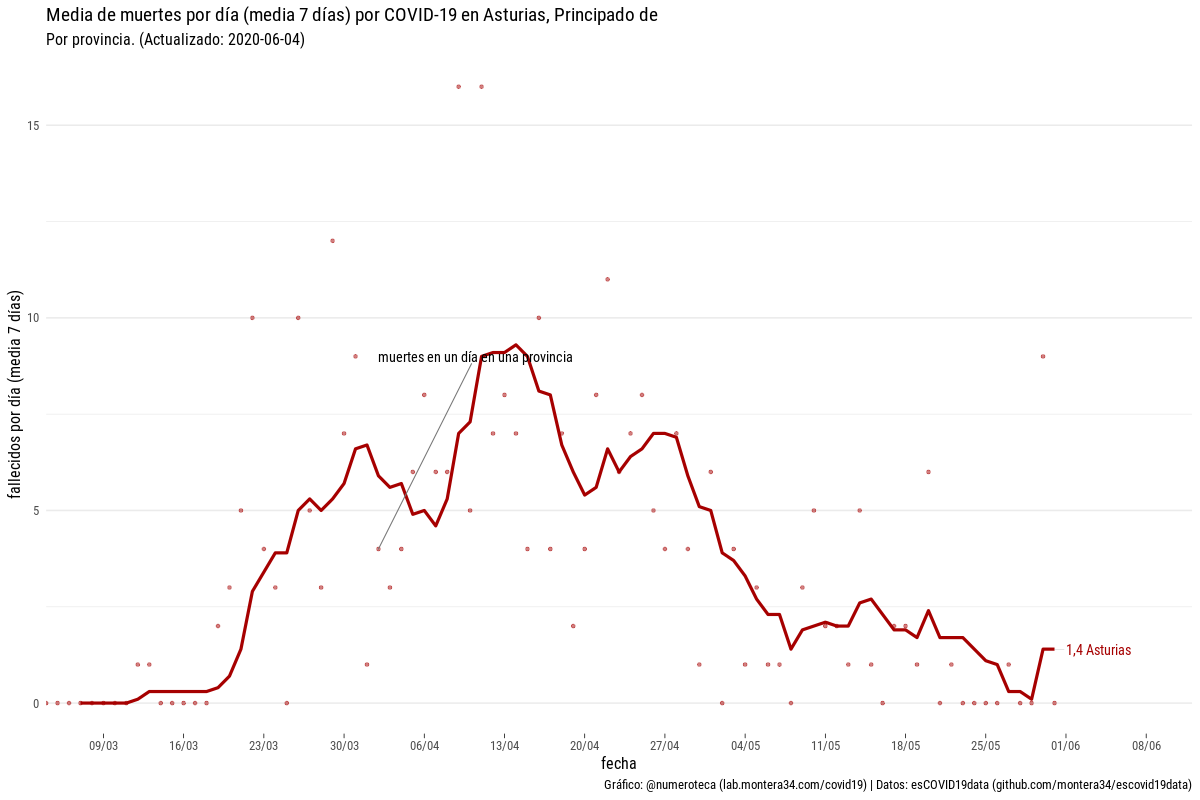 Media de muertes por día (media 7 días) por COVID-19 en Asturias, Principado de
Por provincia. (Actualizado: 2020-06-04)
fallecidos por día (media 7 días)
15
10
5
0
muertes en un día en una provincia
1,4 Asturias
09/03
16/03
23/03
30/03
06/04
13/04
20/04
27/04
04/05
11/05
18/05
25/05
01/06
08/06
fecha
Gráfico: @numeroteca (lab.montera34.com/covid19) | Datos: esCOVID19data (github.com/montera34/escovid19data)